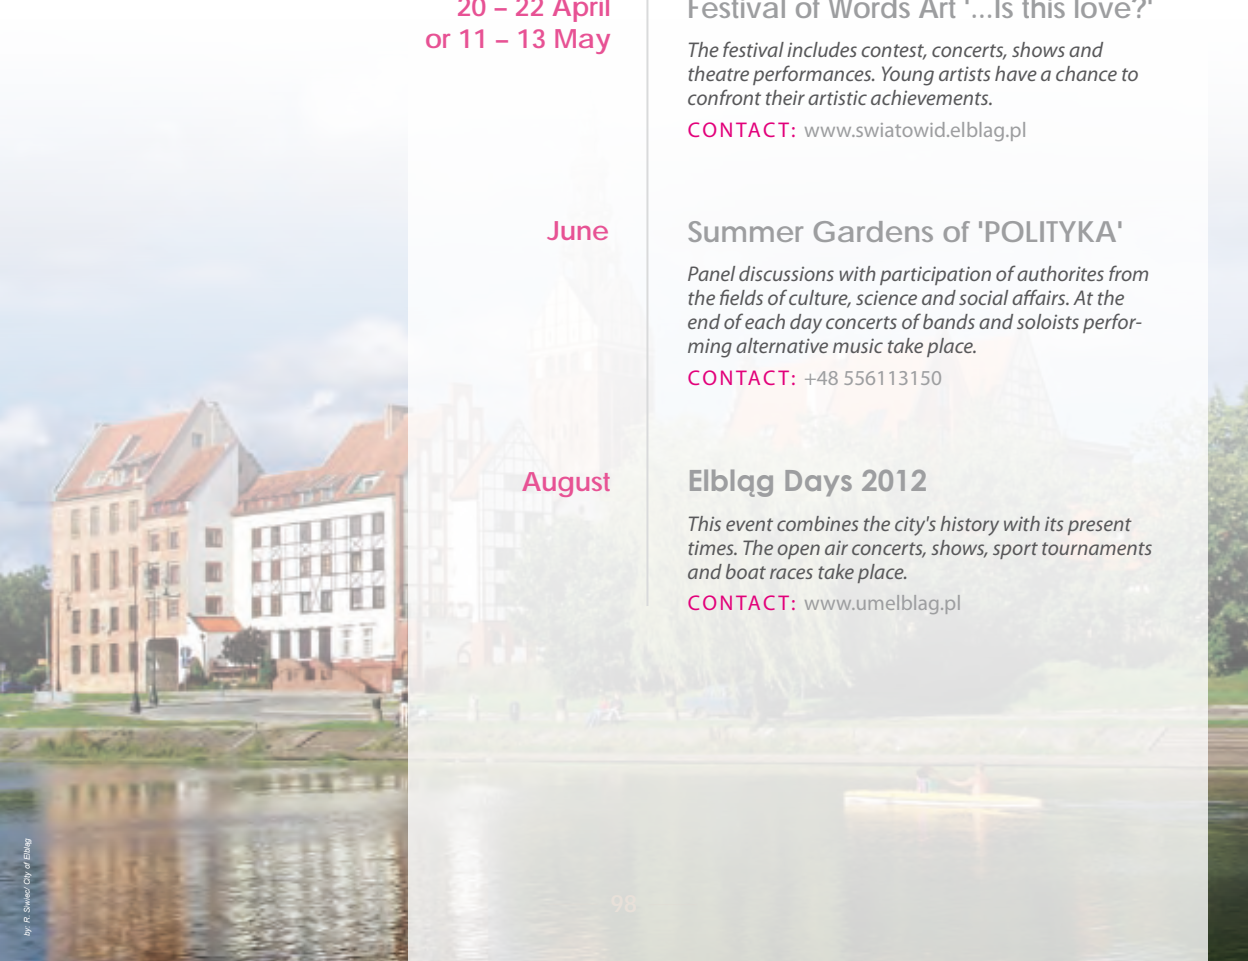 20 – 22 April
or 11 – 13 May
Festival of Words Art '...Is this love?'
The festival includes contest, concerts, shows and
theatre performances. Young artists have a chance to
confront their artistic achievements.
CONTACT: www.swiatowid.elblag.pl
June
Summer Gardens of 'POLITYKA'
Panel discussions with participation of authorites from
the fields of culture, science and social affairs. At the
end of each day concerts of bands and soloists perfor-
ming alternative music take place.
CONTACT: +48 556113150
August
Elbląg Days 2012
This event combines the city's history with its present
times. The open air concerts, shows, sport tournaments
and boat races take place.
CONTACT: www.umelblag.pl
98
by: R. Siwiec/ City of Elbląg